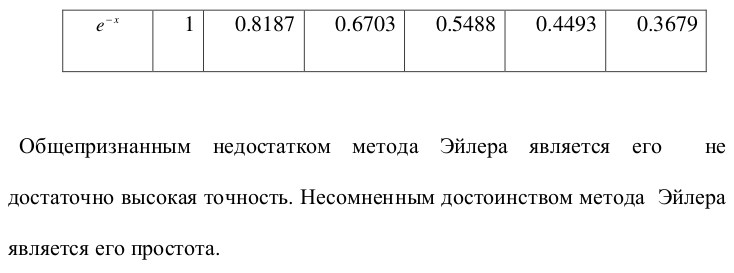 e⁻ˣ 1 0.8187 0.6703 0.5488 0.4493 0.3679
Общепризнанным недостатком метода Эйлера является его не
достаточно высокая точность. Несомненным достоинством метода Эйлера
является его простота.